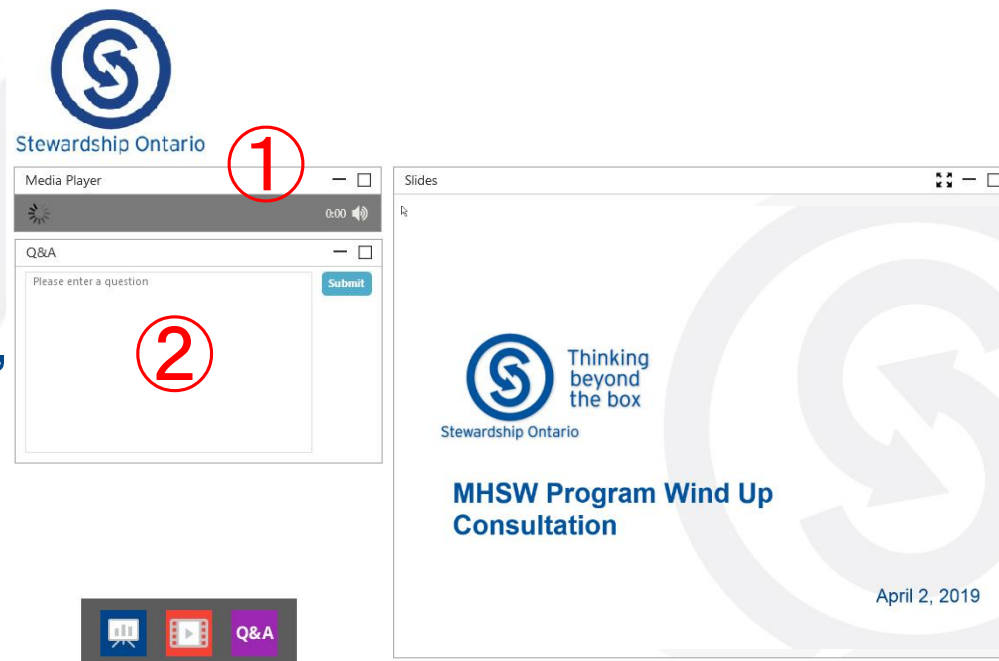 Stewardship Ontario
①
Media Player
0:00
Q&A
Please enter a question
Submit
②
Slides
Thinking
beyond
the box
Stewardship Ontario
MHSW Program Wind Up
Consultation
April 2, 2019
Q&A